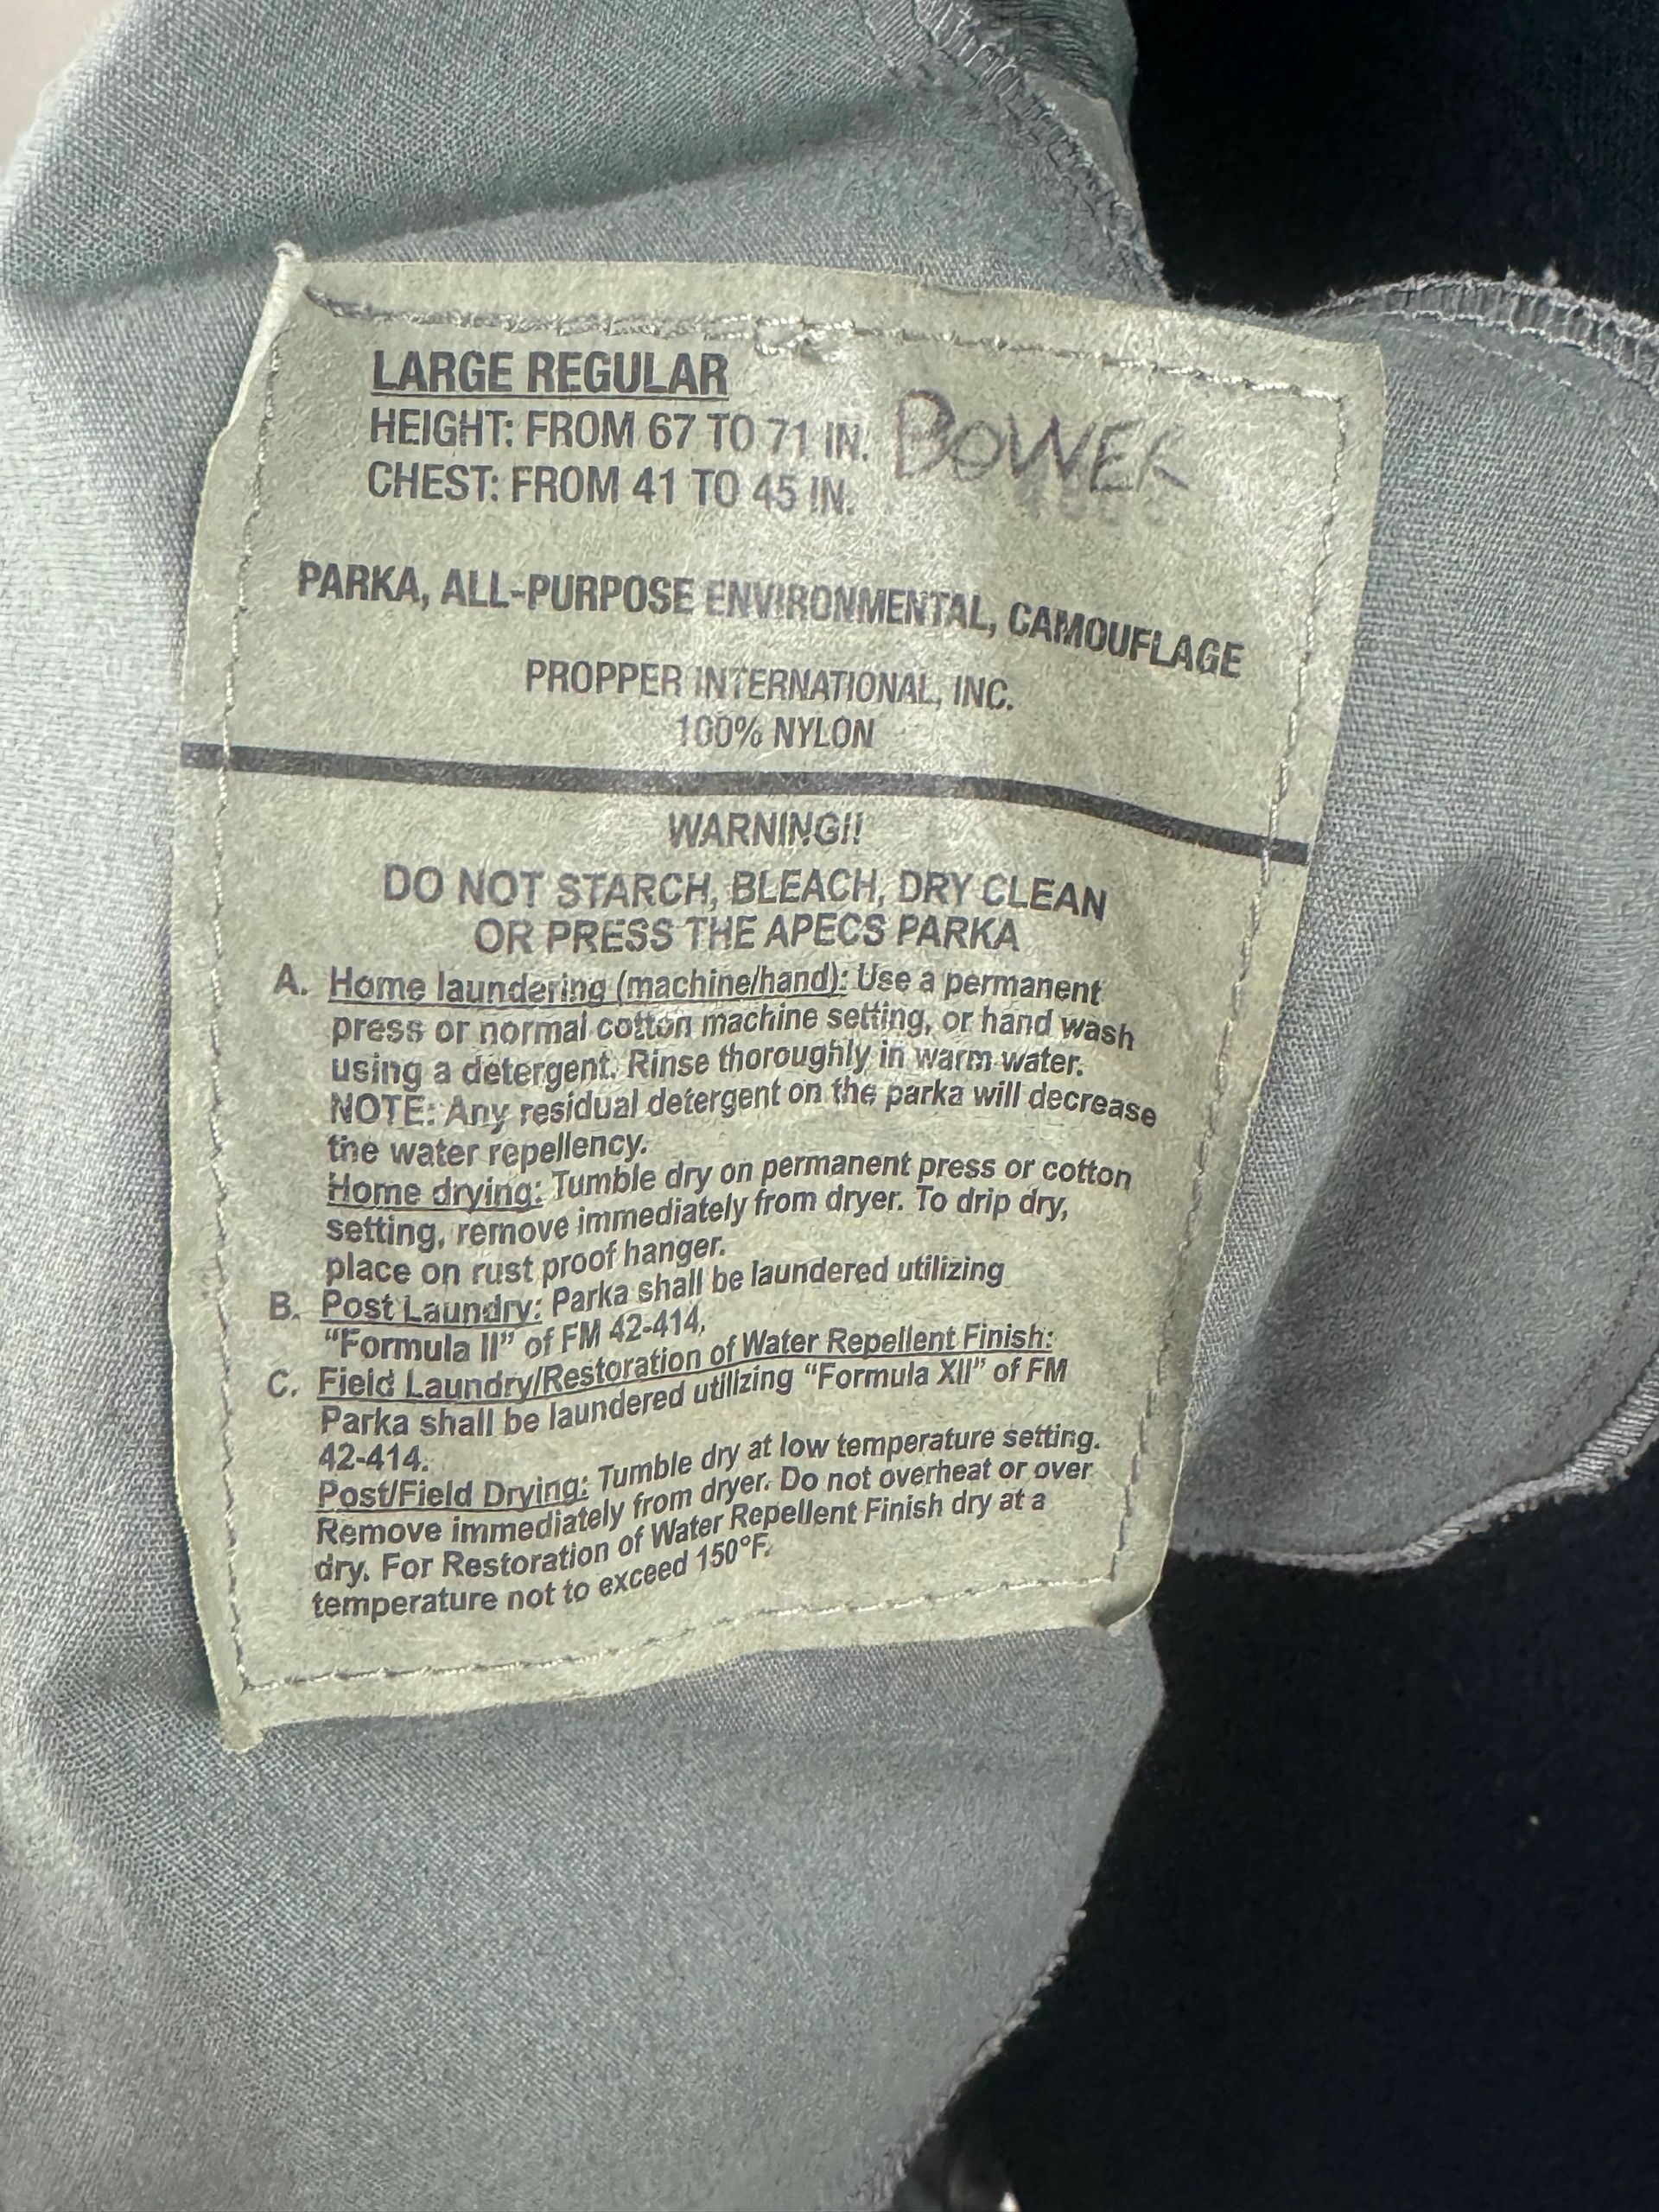 LARGE REGULAR
HEIGHT: FROM 67 TO 71 IN. BOWER
CHEST: FROM 41 TO 45 IN.
PARKA, ALL-PURPOSE ENVIRONMENTAL, CAMOUFLAGE
PROPPER INTERNATIONAL, INC.
100% NYLON
WARNING!!
DO NOT STARCH, BLEACH, DRY CLEAN
OR PRESS THE APECS PARKA
A. Home laundering (machine/hand): Use a permanent
press or normal cotton machine setting, or hand wash
using a detergent. Rinse thoroughly in warm water.
NOTE: Any residual detergent on the parka will decrease
the water repellency.
Home drying: Tumble dry on permanent press or cotton
setting, remove immediately from dryer. To drip dry,
place on rust proof hanger.
B. Post Laundry: Parka shall be laundered utilizing
“Formula II” of FM 42-414,
C. Field Laundry/Restoration of Water Repellent Finish:
Parka shall be laundered utilizing “Formula XII” of FM
42-414.
Post/Field Drying: Tumble dry at low temperature setting.
Remove immediately from dryer. Do not overheat or over
dry. For Restoration of Water Repellent Finish dry at a
temperature not to exceed 150°F.